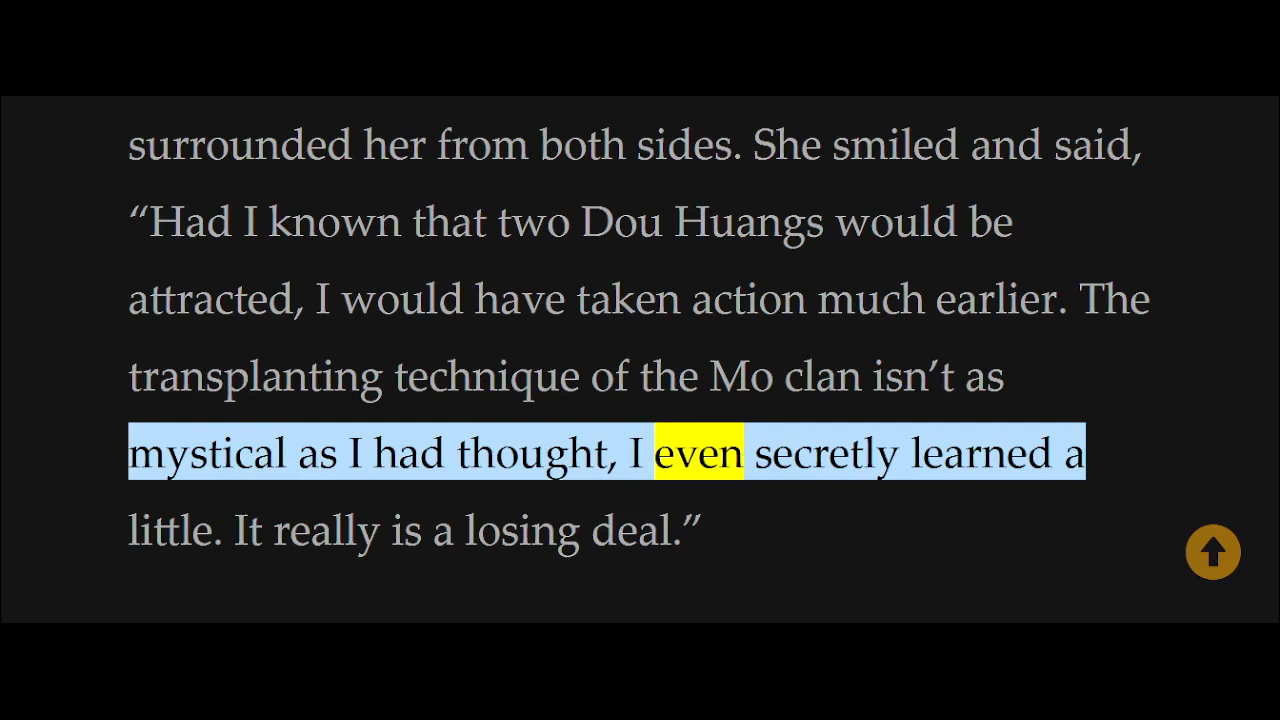 surrounded her from both sides. She smiled and said,
“Had I known that two Dou Huangs would be
attracted, I would have taken action much earlier. The
transplanting technique of the Mo clan isn’t as
mystical as I had thought, I even secretly learned a
little. It really is a losing deal.”